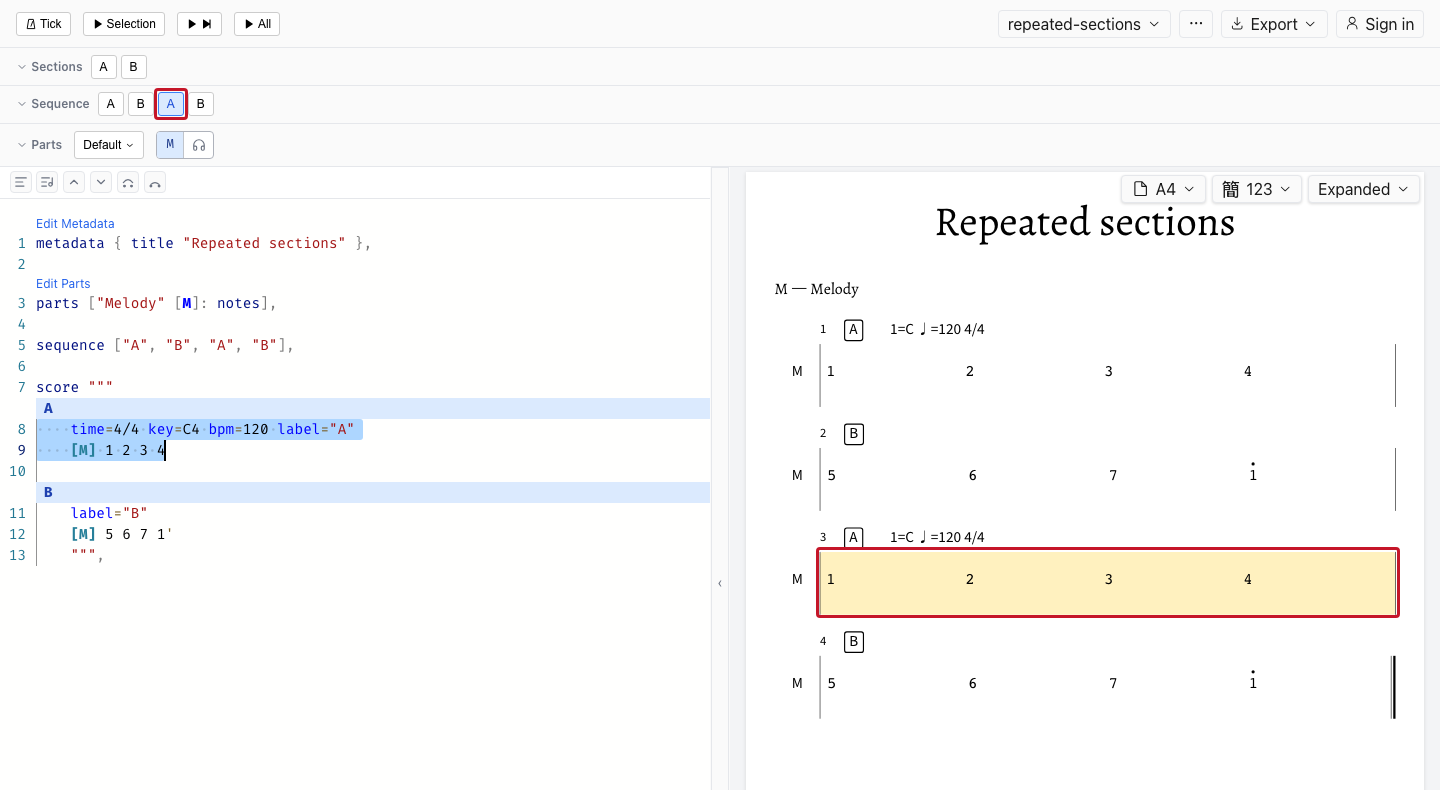 Tick Selection All repeated-sections ... Export Sign in
Sections A B
Sequence A B A B
Parts Default M
A4 簡 123 Expanded
Edit Metadata
1 metadata { title "Repeated sections" },
2
Edit Parts
3 parts ["Melody" [M]: notes],
4
5 sequence ["A", "B", "A", "B"],
6
7 score """
A
8 ····time=4/4·key=C4·bpm=120·label="A"
9 ····[M]·1·2·3·4
10
B
11 label="B"
12 [M] 5 6 7 1'
13 """,
Repeated sections
M — Melody
1 A 1=C ♩=120 4/4
M 1 2 3 4
2 B
M 5 6 7 1̇
3 A 1=C ♩=120 4/4
M 1 2 3 4
4 B
M 5 6 7 1̇